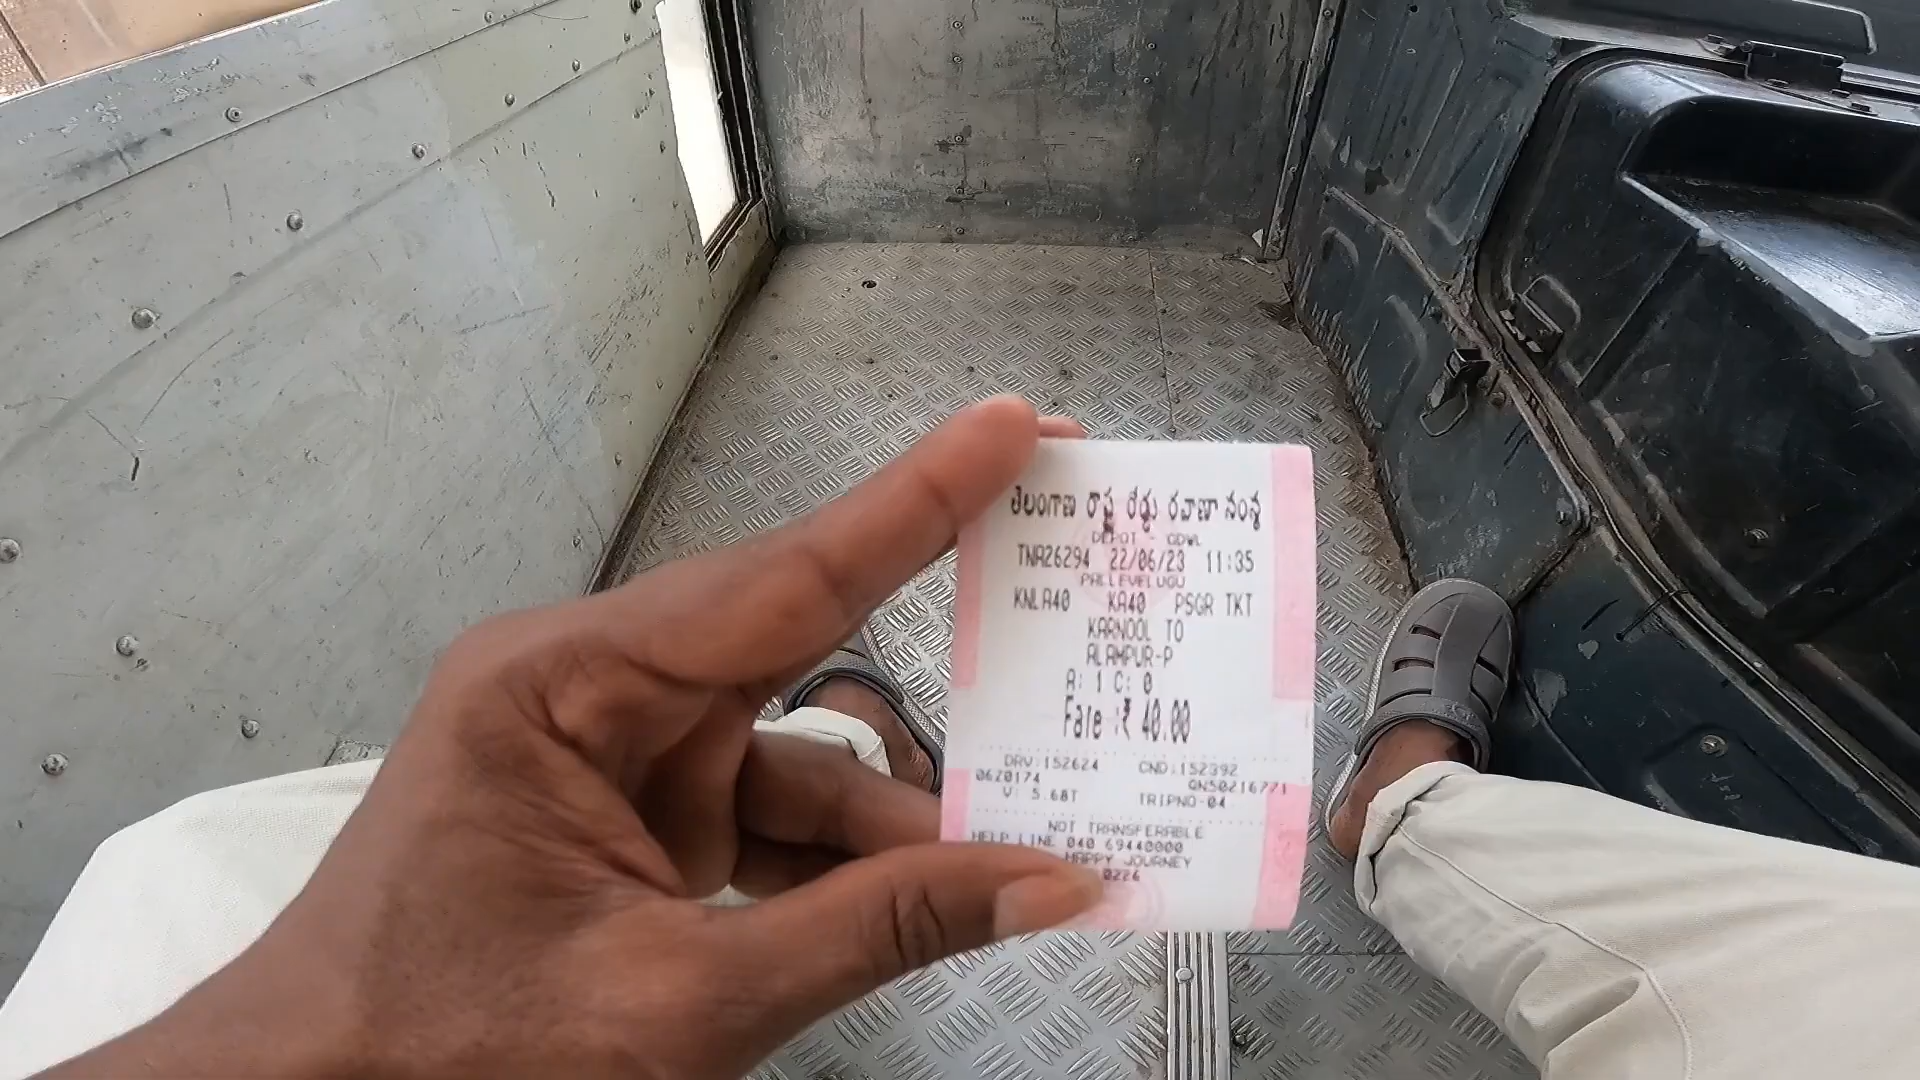 తెలంగాణ రాష్ట్ర రోడ్డు రవాణా సంస్థ
DEPOT - GDWL
TNA26294 22/06/23 11:35
PALLEVELUGU
KNLA40 KA40 PSGR TKT
KARNOOL TO
ALAMPUR-P
A: 1 C: 0
Fare :₹ 40.00
DRV:152624 CND:152392
06Z0174 GN50216771
V: 5.68T TRIPNO-04
NOT TRANSFERABLE
HELP LINE 040 69440000
HAPPY JOURNEY
0226